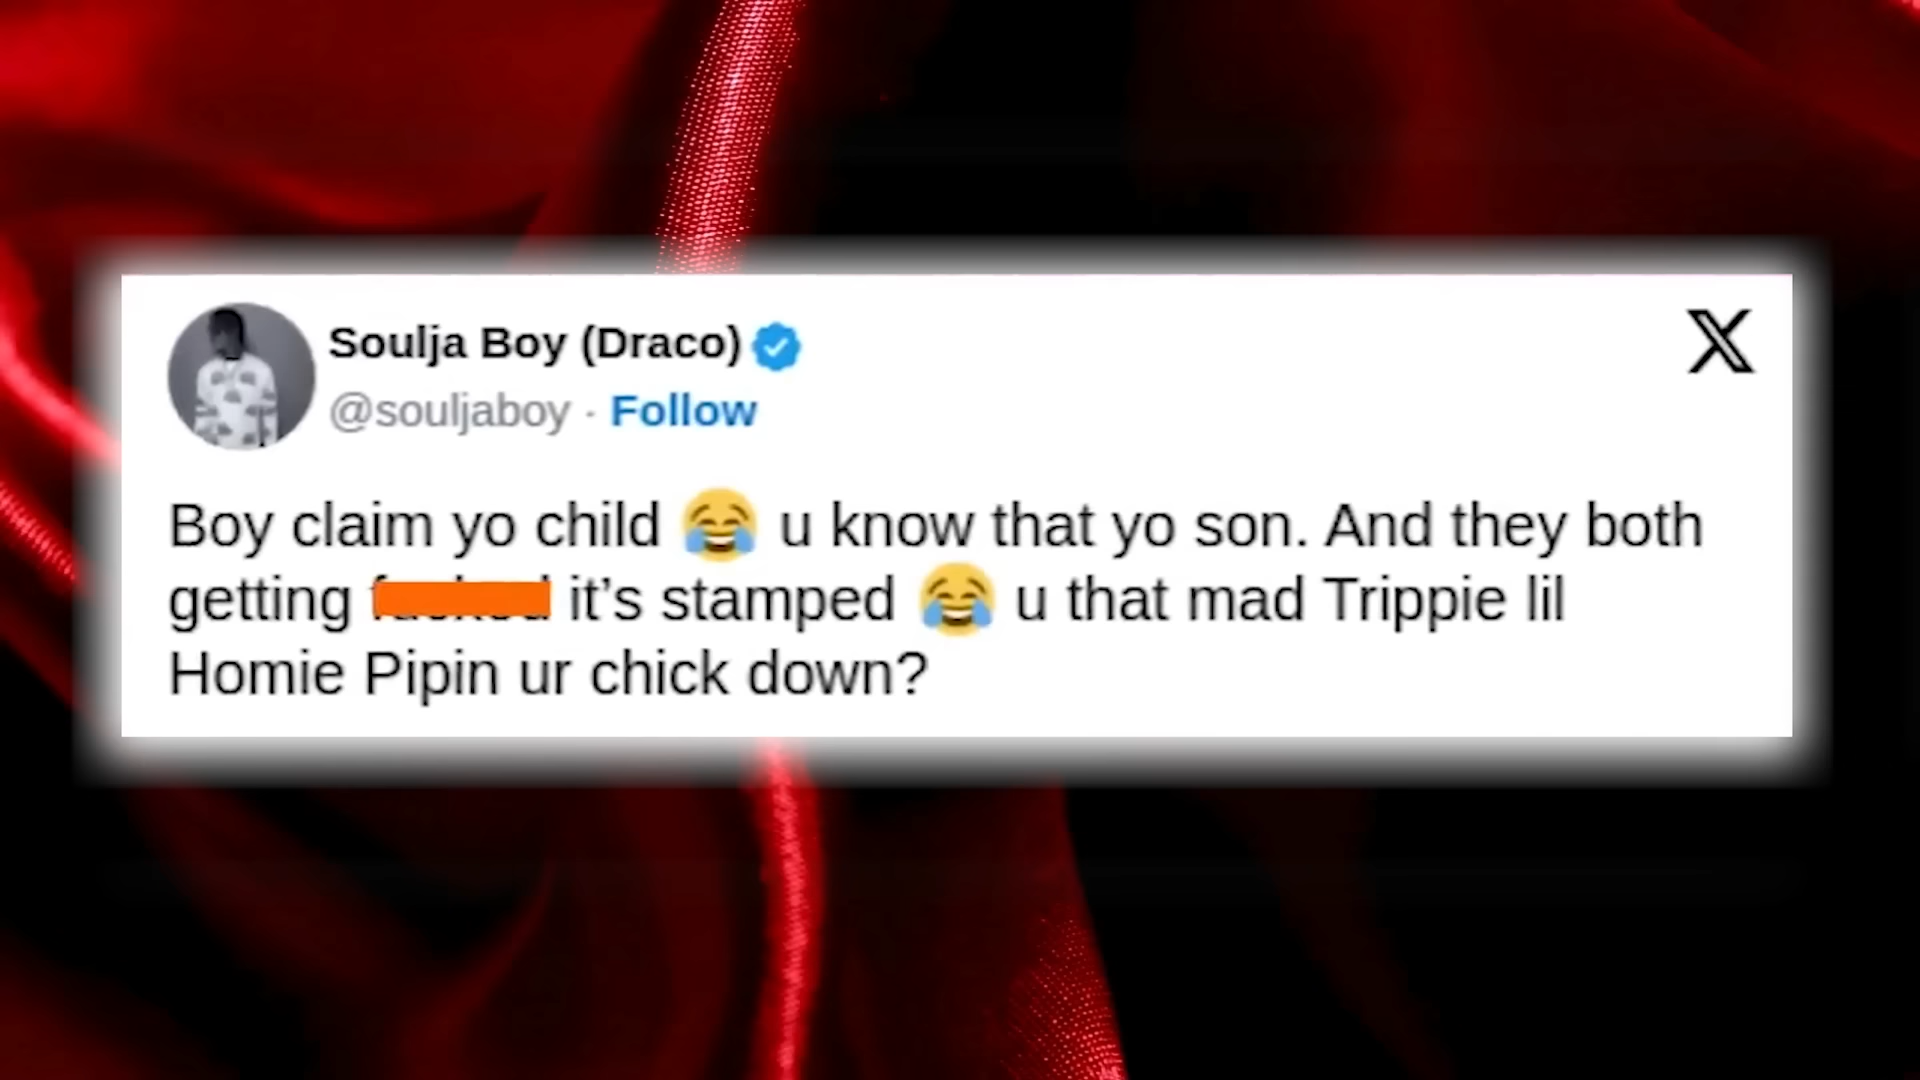 Soulja Boy (Draco)
@souljaboy · Follow
Boy claim yo child 😂 u know that yo son. And they both
getting it's stamped 😂 u that mad Trippie lil
Homie Pipin ur chick down?